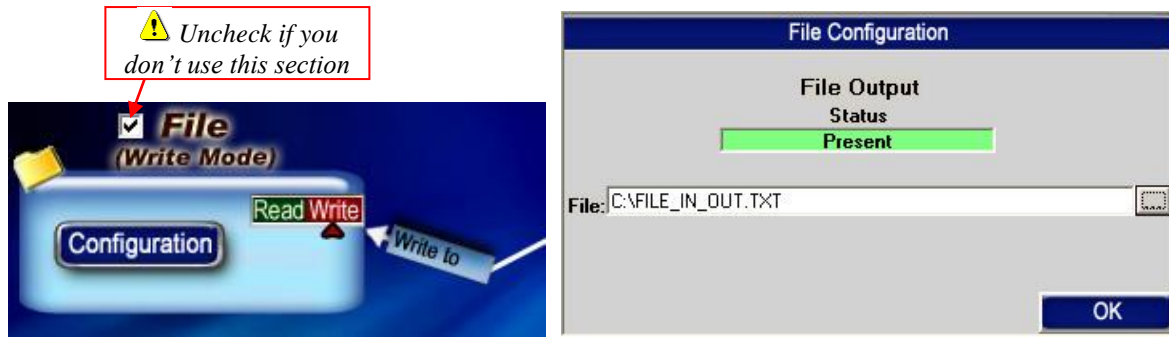 Uncheck if you
don't use this section
File
(Write Mode)
Read Write
Configuration
Write to
File Configuration
File Output
Status
Present
File: C:\FILE_IN_OUT.TXT
...
OK